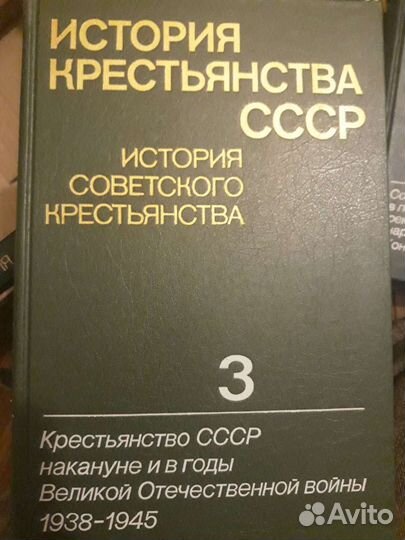 ИСТОРИЯ
КРЕСТЬЯНСТВА
СССР
ИСТОРИЯ
СОВЕТСКОГО
КРЕСТЬЯНСТВА
3
Крестьянство СССР
накануне и в годы
Великой Отечественной войны
1938-1945
Avito